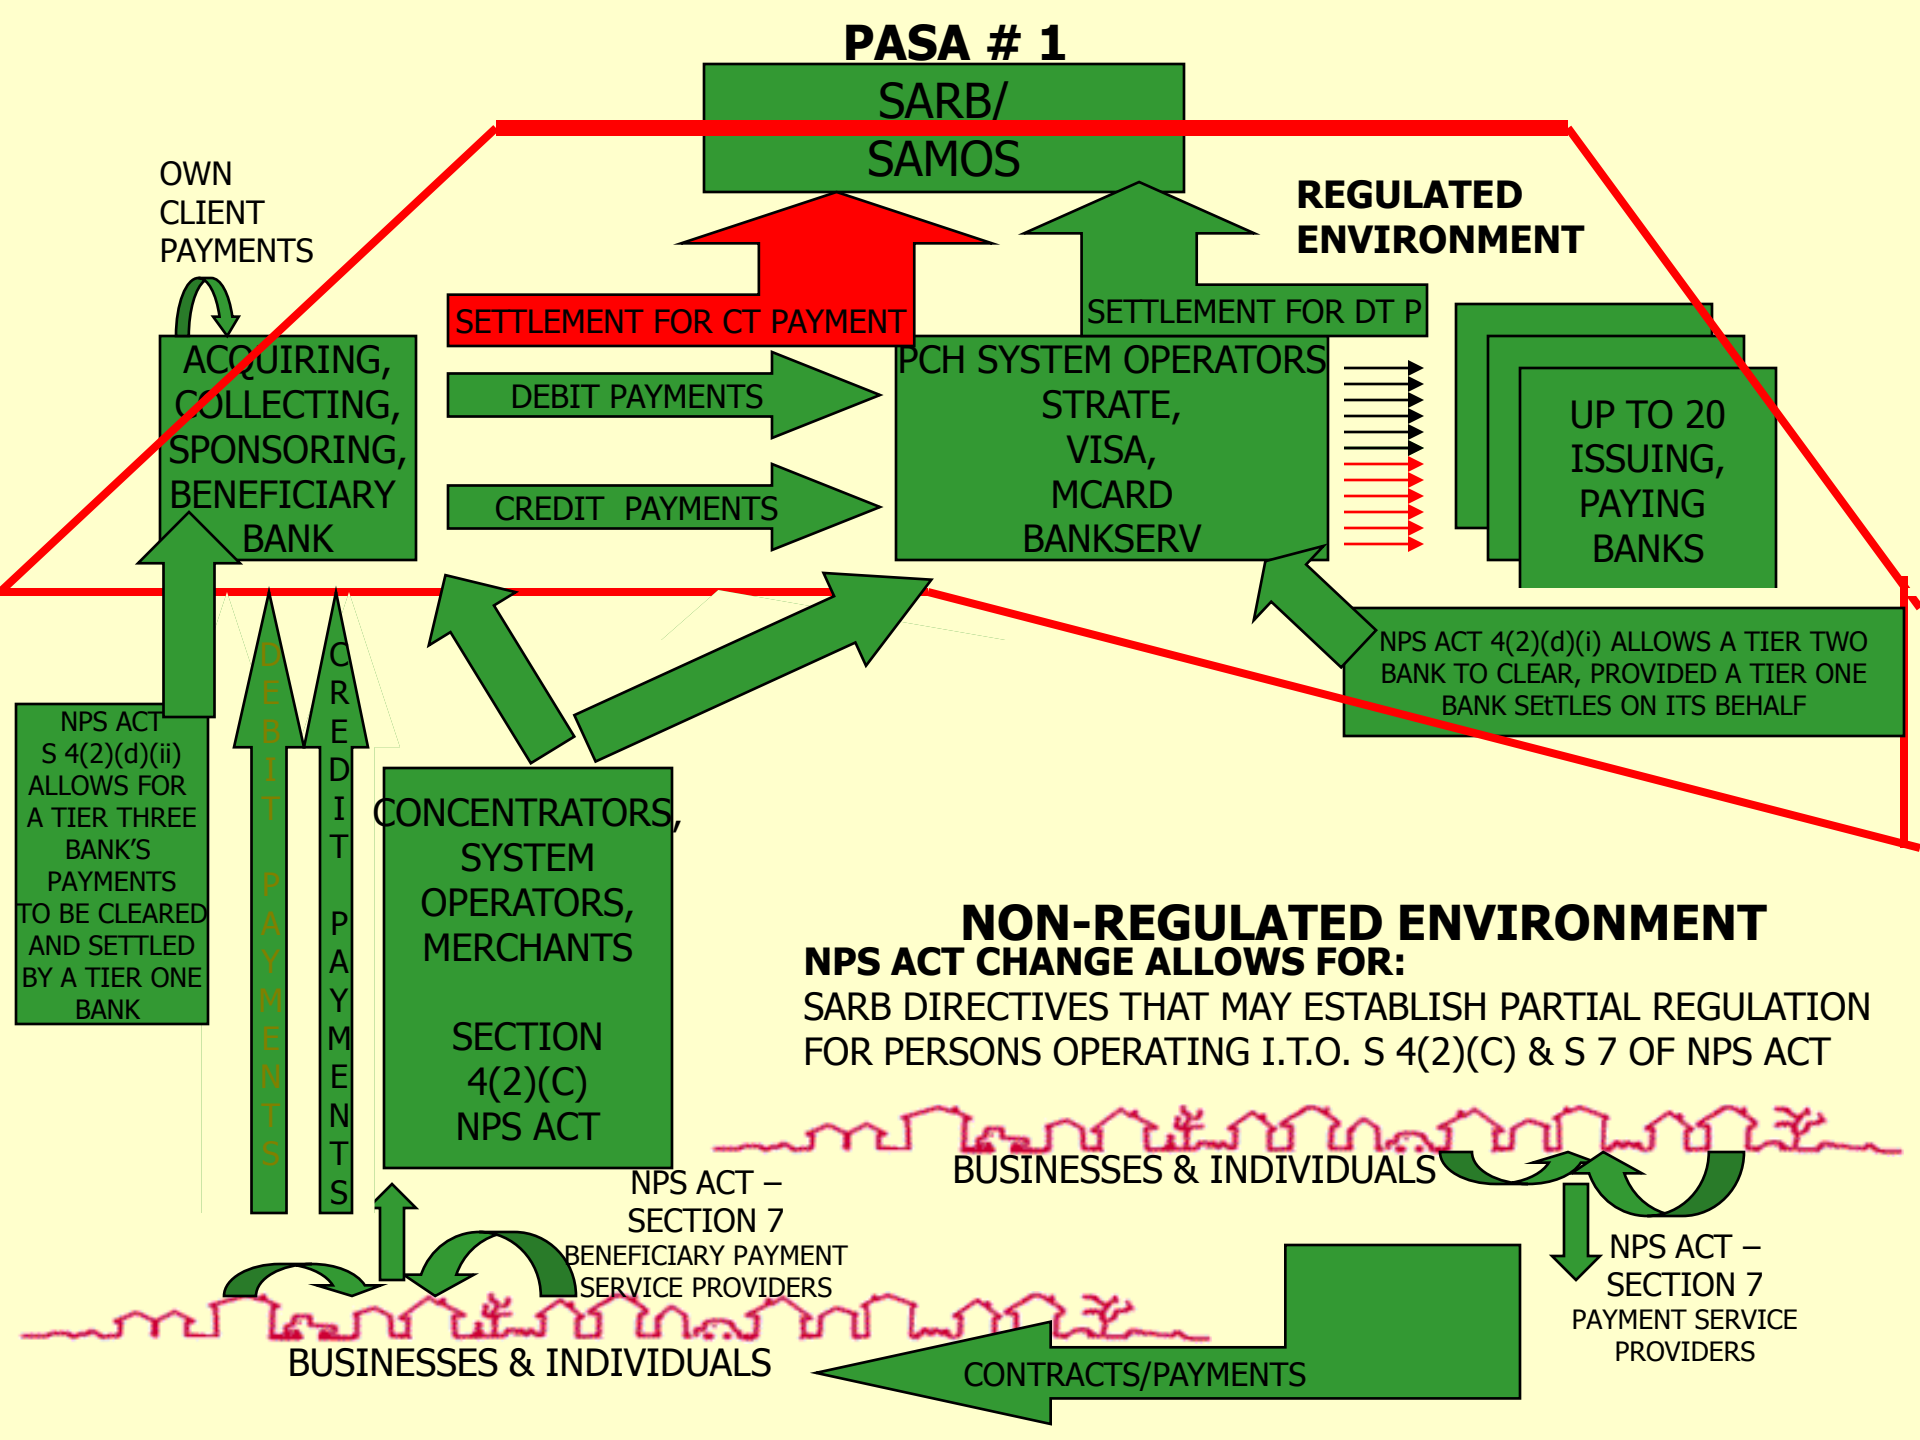 PASA # 1
SARB/
SAMOS
OWN
CLIENT
PAYMENTS
REGULATED
ENVIRONMENT
SETTLEMENT FOR CT PAYMENT
SETTLEMENT FOR DT P
ACQUIRING,
COLLECTING,
SPONSORING,
BENEFICIARY
BANK
DEBIT PAYMENTS
CREDIT PAYMENTS
PCH SYSTEM OPERATORS
STRATE,
VISA,
MCARD
BANKSERV
UP TO 20
ISSUING,
PAYING
BANKS
NPS ACT 4(2)(d)(i) ALLOWS A TIER TWO
BANK TO CLEAR, PROVIDED A TIER ONE
BANK SEtTLES ON ITS BEHALF
NPS ACT
S 4(2)(d)(ii)
ALLOWS FOR
A TIER THREE
BANK'S
PAYMENTS
TO BE CLEARED
AND SETTLED
BY A TIER ONE
BANK
DEBIT PAYMENTS
CREDIT PAYMENTS
CONCENTRATORS,
SYSTEM
OPERATORS,
MERCHANTS
SECTION
4(2)(C)
NPS ACT
NON-REGULATED ENVIRONMENT
NPS ACT CHANGE ALLOWS FOR:
SARB DIRECTIVES THAT MAY ESTABLISH PARTIAL REGULATION
FOR PERSONS OPERATING I.T.O. S 4(2)(C) & S 7 OF NPS ACT
BUSINESSES & INDIVIDUALS
NPS ACT –
SECTION 7
BENEFICIARY PAYMENT
SERVICE PROVIDERS
NPS ACT –
SECTION 7
PAYMENT SERVICE
PROVIDERS
BUSINESSES & INDIVIDUALS
CONTRACTS/PAYMENTS